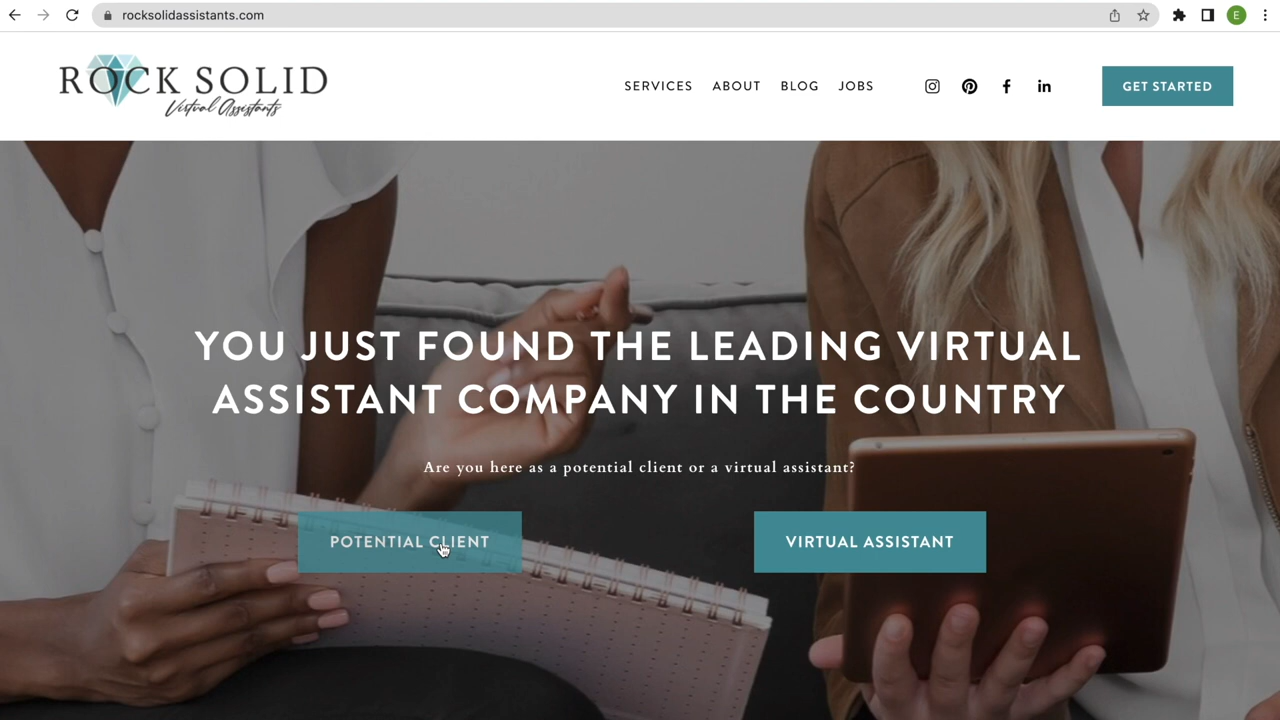 rocksolidassistants.com
E
ROCK SOLID
Virtual Assistants
SERVICES ABOUT BLOG JOBS
GET STARTED
YOU JUST FOUND THE LEADING VIRTUAL
ASSISTANT COMPANY IN THE COUNTRY
Are you here as a potential client or a virtual assistant?
POTENTIAL CLIENT
VIRTUAL ASSISTANT